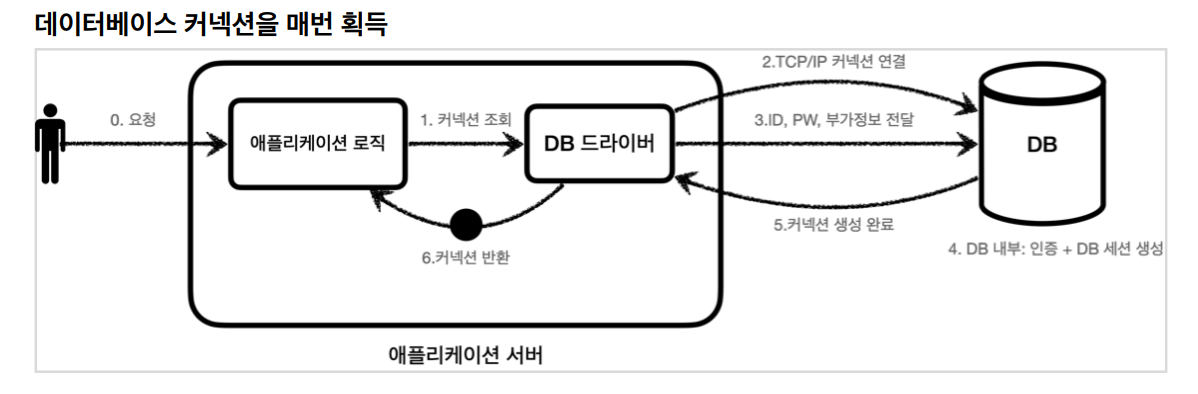 데이터베이스 커넥션을 매번 획득
2.TCP/IP 커넥션 연결
0. 요청
애플리케이션 로직
1. 커넥션 조회
DB 드라이버
3.ID, PW, 부가정보 전달
DB
5.커넥션 생성 완료
4. DB 내부: 인증 + DB 세션 생성
6.커넥션 반환
애플리케이션 서버